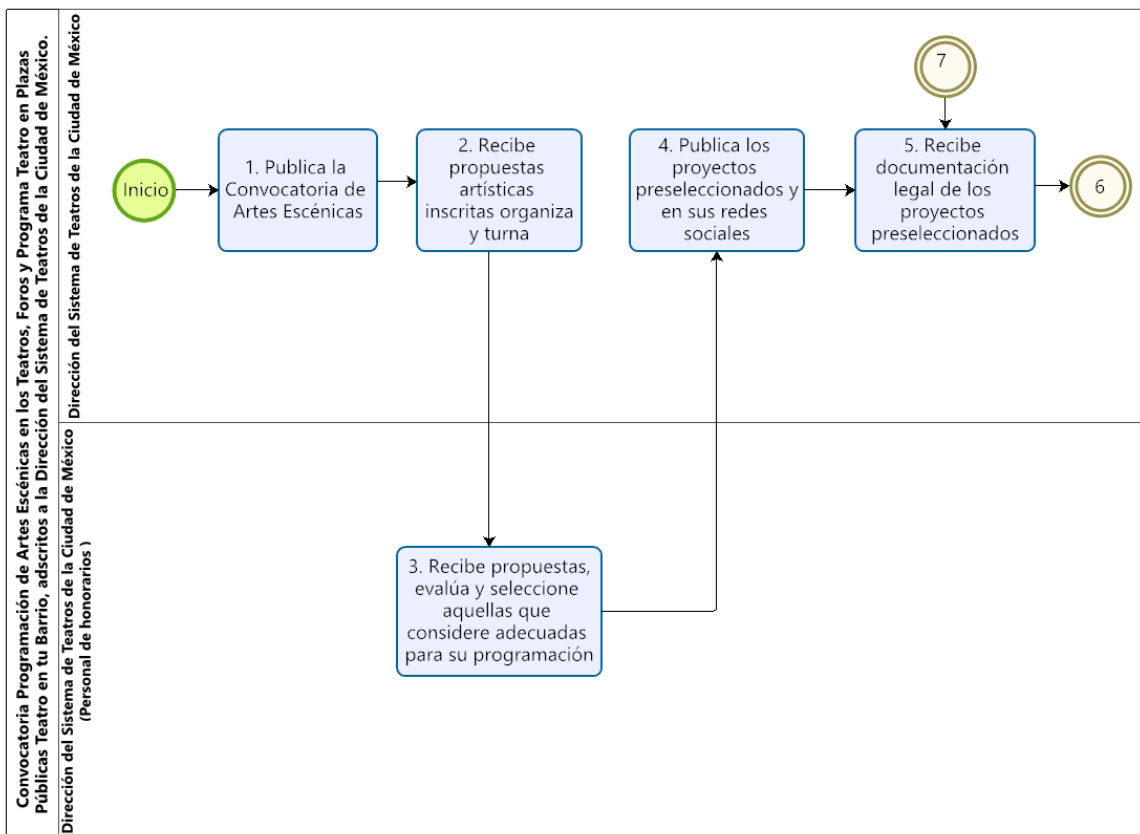 Convocatoria Programación de Artes Escénicas en los Teatros, Foros y Programa Teatro en Plazas
Públicas Teatro en tu Barrio, adscritos a la Dirección del Sistema de Teatros de la Ciudad de México.
Dirección del Sistema de Teatros de la Ciudad de México
Inicio
1. Publica la
Convocatoria de
Artes Escénicas
2. Recibe
propuestas
artísticas
inscritas organiza
y turna
4. Publica los
proyectos
preseleccionados y
en sus redes
sociales
7
5. Recibe
documentación
legal de los
proyectos
preseleccionados
6
Dirección del Sistema de Teatros de la Ciudad de México
(Personal de honorarios )
3. Recibe propuestas,
evalúa y seleccione
aquellas que
considere adecuadas
para su programación